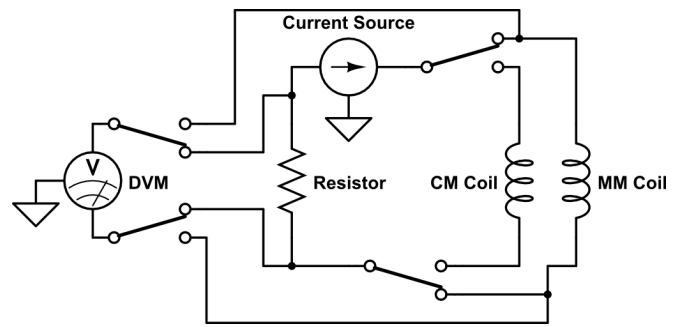 Current Source
V
DVM
Resistor
CM Coil
MM Coil